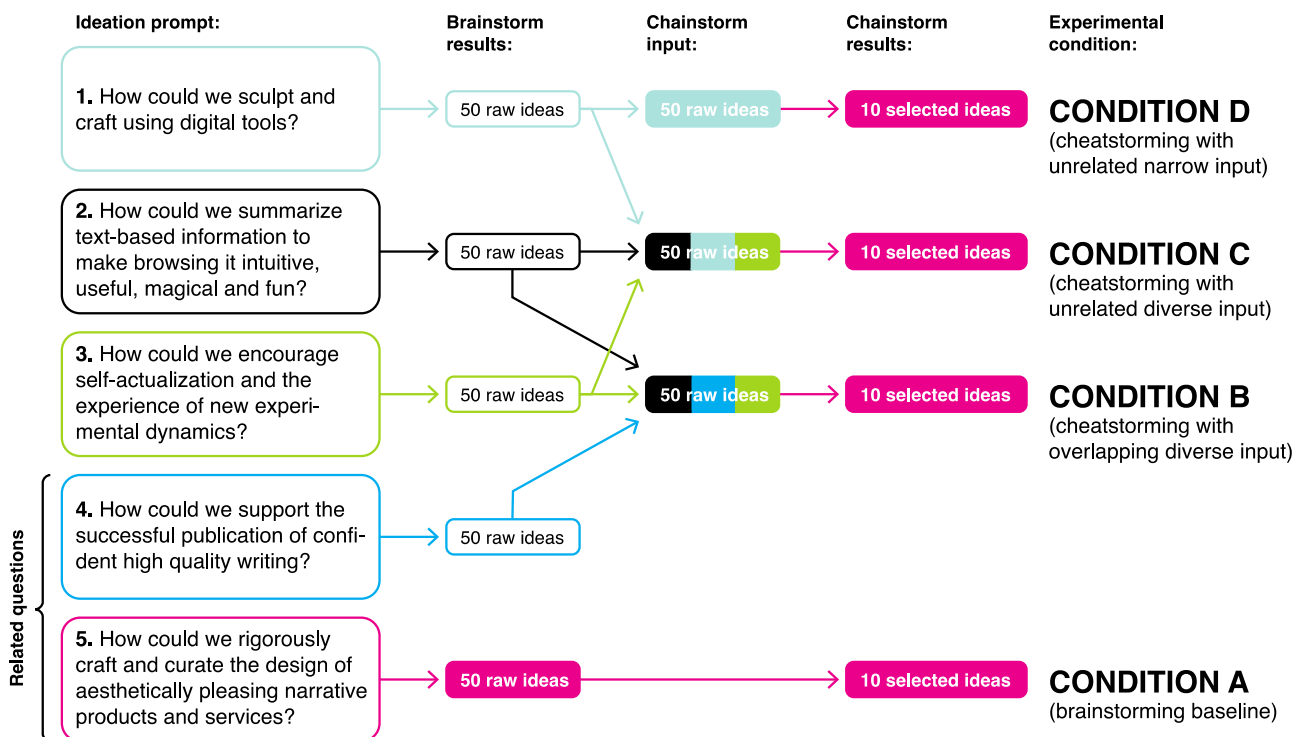 Ideation prompt:
Brainstorm
results:
Chainstorm
input:
Chainstorm
results:
Experimental
condition:
1. How could we sculpt and
craft using digital tools?
50 raw ideas
50 raw ideas
10 selected ideas
CONDITION D
(cheatstorming with
unrelated narrow input)
2. How could we summarize
text-based information to
make browsing it intuitive,
useful, magical and fun?
50 raw ideas
50 raw ideas
10 selected ideas
CONDITION C
(cheatstorming with
unrelated diverse input)
3. How could we encourage
self-actualization and the
experience of new experi-
mental dynamics?
50 raw ideas
50 raw ideas
10 selected ideas
CONDITION B
(cheatstorming with
overlapping diverse input)
Related questions
4. How could we support the
successful publication of confi-
dent high quality writing?
50 raw ideas
5. How could we rigorously
craft and curate the design of
aesthetically pleasing narrative
products and services?
50 raw ideas
10 selected ideas
CONDITION A
(brainstorming baseline)